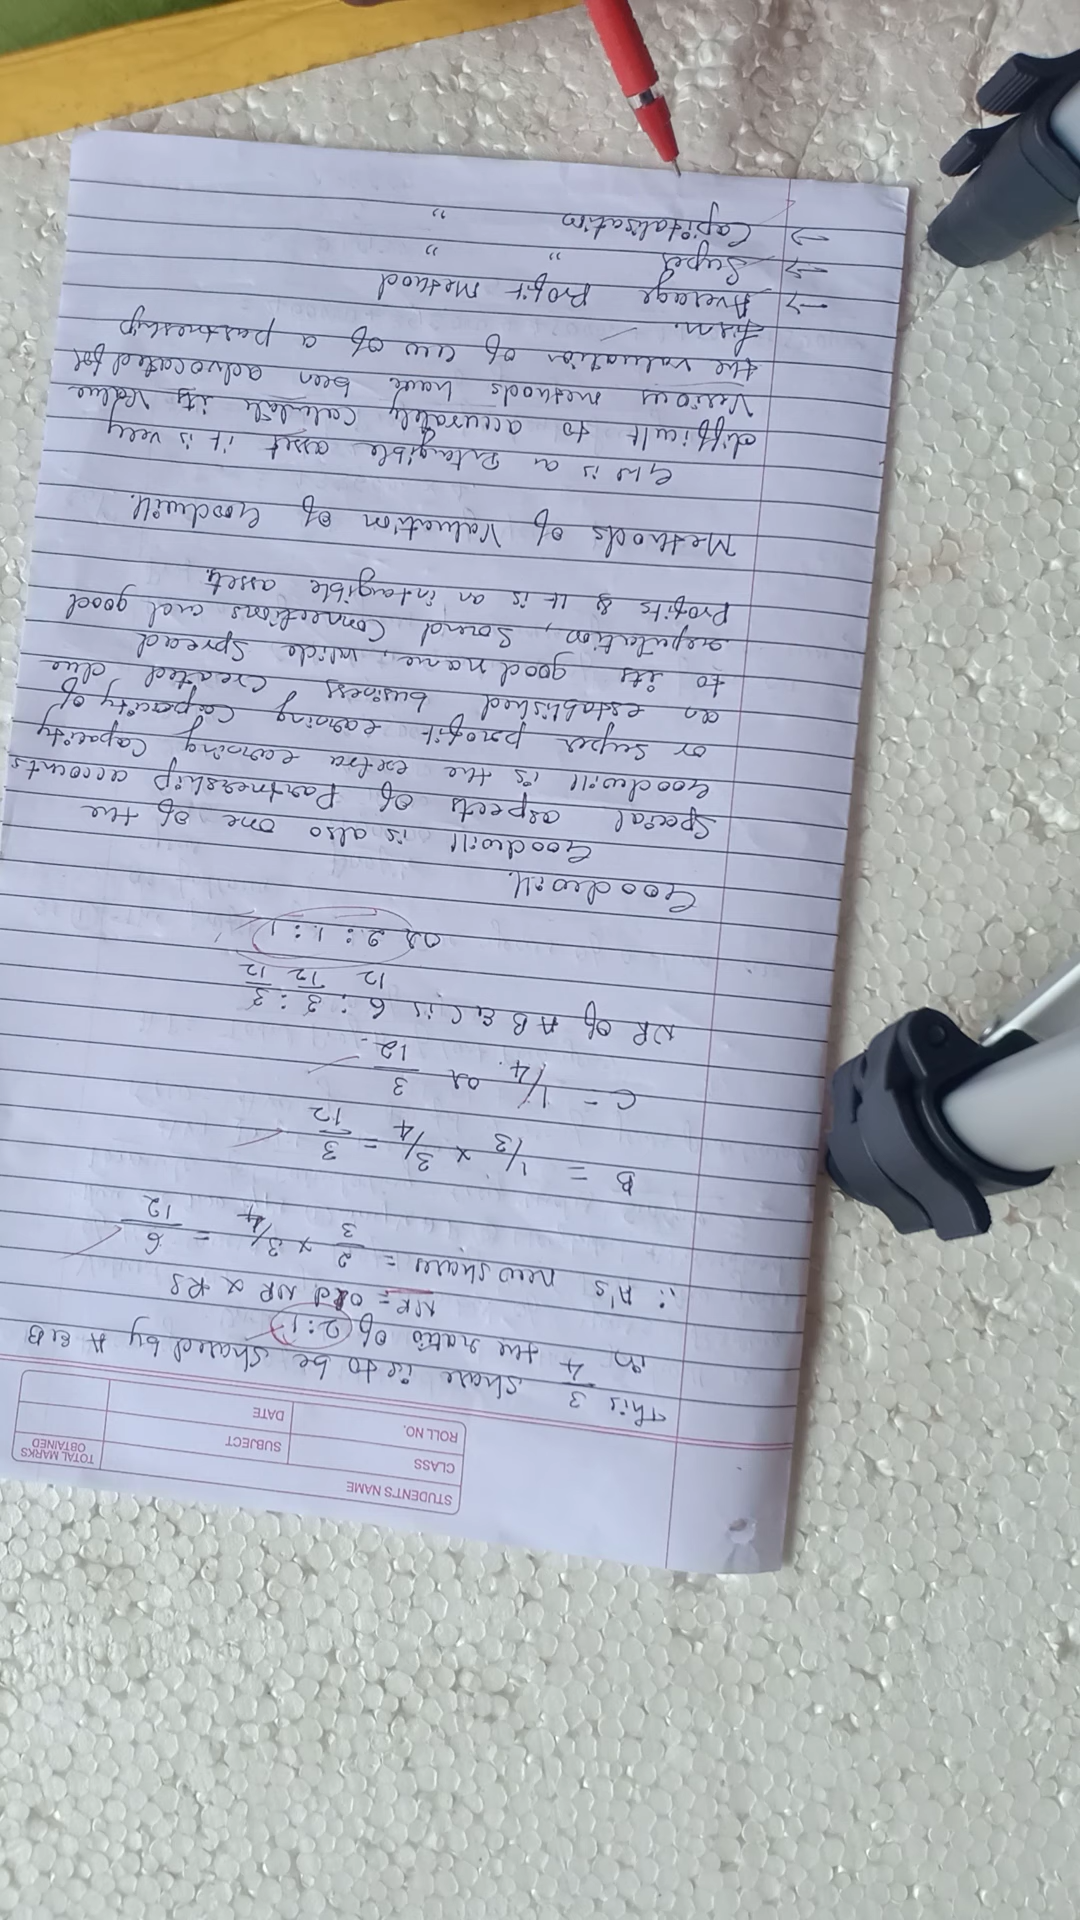 STUDENT'S NAME
CLASS
SUBJECT
TOTAL MARKS OBTAINED
ROLL NO.
DATE
This 3/4 share is to be shared by A & B
in the ratio of 2:1
NR = old NR x RS
∴ A's new shares = 2/3 x 3/4 = 6/12
B = 1/3 x 3/4 = 3/12
C = 1/4 or 3/12
NR of A B & C is 6/12 : 3/12 : 3/12
or 2:1:1
Goodwill.
Goodwill is also one of the
Special aspects of Partnership accounts
Goodwill is the extra earning capacity
or super profit earning capacity of
an established business created due
to its good name, wide spread
reputation, Sound Connections and good
Profits & It is an intangible asset.
Methods of Valuation of Goodwill.
GW is an Intangible asset it is very
difficult to accurately calculate its value
Various methods have been advocated for
the valuation of GW of a partnership
firm.
→ Average Profit Method
→ Super " "
→ Capitalisation "